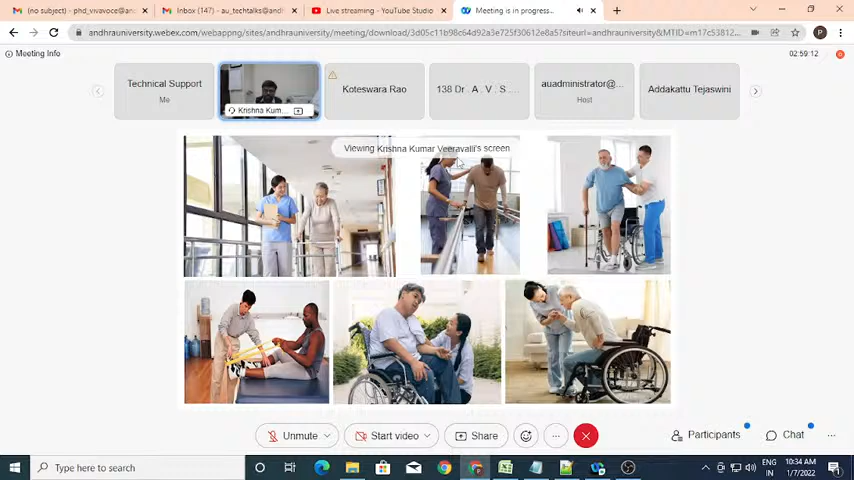 (no subject) - phd_vivavoce@an
Inbox (147) - au_techtalks@andh
Live streaming - YouTube Studio
Meeting is in progress...
andhrauniversity.webex.com/webappng/sites/andhrauniversity/meeting/download/3d05c11b98c64d92a3e725f30612e8a5?siteurl=andhrauniversity&MTID=m17c53812...
Meeting Info
02:59:12
Technical Support
Me
Krishna Kum...
Koteswara Rao
138 Dr . A . V . S ....
auadministrator@...
Host
Addakattu Tejaswini
Viewing Krishna Kumar Veeravalli's screen
Unmute
Start video
Share
Participants
Chat
Type here to search
ENG
IN
10:34 AM
1/7/2022